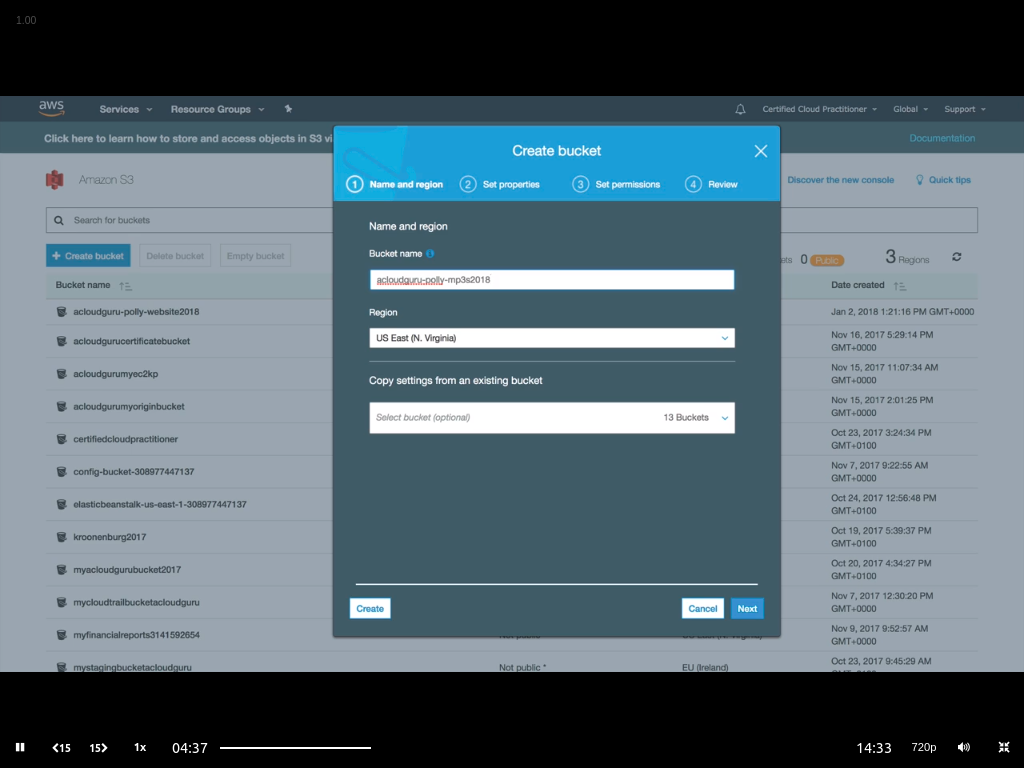 1.00
aws
Services
Resource Groups
Certified Cloud Practitioner
Global
Support
Click here to learn how to store and access objects in S3 vi
Documentation
Create bucket
1 Name and region
2 Set properties
3 Set permissions
4 Review
Amazon S3
Discover the new console
Quick tips
Search for buckets
Name and region
Bucket name
acloudguru-polly-mp3s2018
Region
US East (N. Virginia)
Copy settings from an existing bucket
Select bucket (optional)
13 Buckets
Create
Cancel
Next
+ Create bucket
Delete bucket
Empty bucket
ets 0 Public
3 Regions
Bucket name
Date created
acloudguru-polly-website2018
Jan 2, 2018 1:21:16 PM GMT+0000
acloudgurucertificatebucket
Nov 16, 2017 5:29:14 PM
GMT+0000
acloudgurumyec2kp
Nov 15, 2017 11:07:34 AM
GMT+0000
acloudgurumyoriginbucket
Nov 15, 2017 2:01:25 PM
GMT+0000
certifiedcloudpractitioner
Oct 23, 2017 3:24:34 PM
GMT+0100
config-bucket-308977447137
Nov 7, 2017 9:22:55 AM
GMT+0000
elasticbeanstalk-us-east-1-308977447137
Oct 24, 2017 12:56:48 PM
GMT+0100
kroonenburg2017
Oct 19, 2017 5:39:37 PM
GMT+0100
myacloudgurubucket2017
Oct 20, 2017 4:34:27 PM
GMT+0100
mycloudtrailbucketacloudguru
Nov 7, 2017 12:30:20 PM
GMT+0000
myfinancialreports3141592654
Nov 9, 2017 9:52:57 AM
GMT+0000
mystagingbucketacloudguru
Not public *
EU (Ireland)
Oct 23, 2017 9:45:29 AM
15
15
1x
04:37
14:33
720p